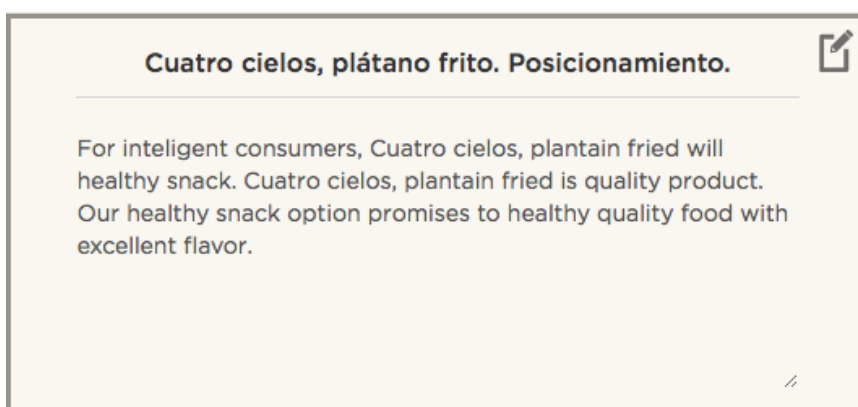 Cuatro cielos, plátano frito. Posicionamiento.
For inteligent consumers, Cuatro cielos, plantain fried will
healthy snack. Cuatro cielos, plantain fried is quality product.
Our healthy snack option promises to healthy quality food with
excellent flavor.